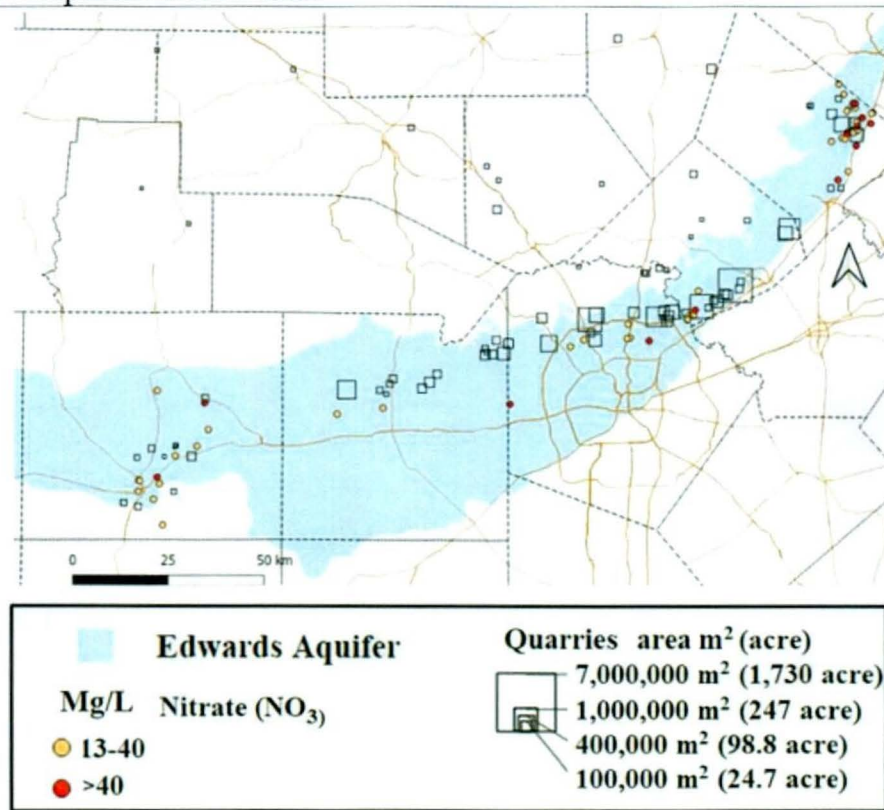 0 25 50 km
Edwards Aquifer
Mg/L Nitrate (NO₃)
13-40
>40
Quarries area m² (acre)
7,000,000 m² (1,730 acre)
1,000,000 m² (247 acre)
400,000 m² (98.8 acre)
100,000 m² (24.7 acre)